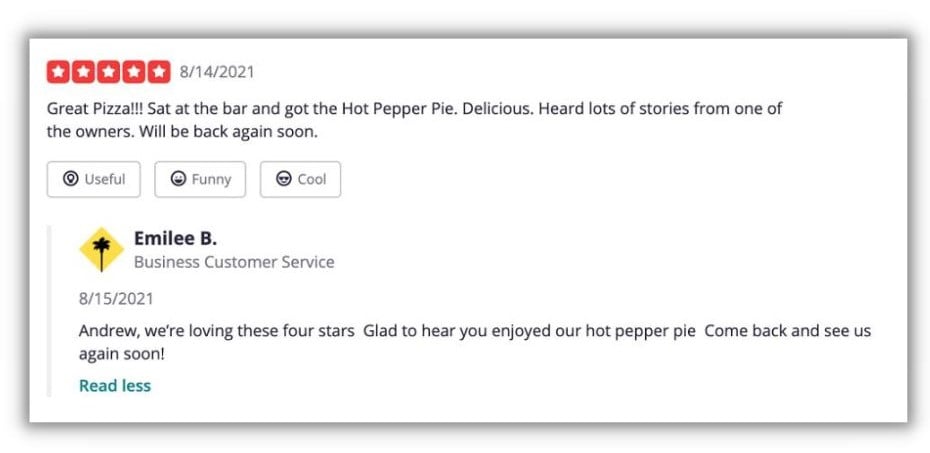 8/14/2021
Great Pizza!!! Sat at the bar and got the Hot Pepper Pie. Delicious. Heard lots of stories from one of
the owners. Will be back again soon.
Useful Funny Cool
Emilee B.
Business Customer Service
8/15/2021
Andrew, we’re loving these four stars  Glad to hear you enjoyed our hot pepper pie  Come back and see us
again soon!
Read less